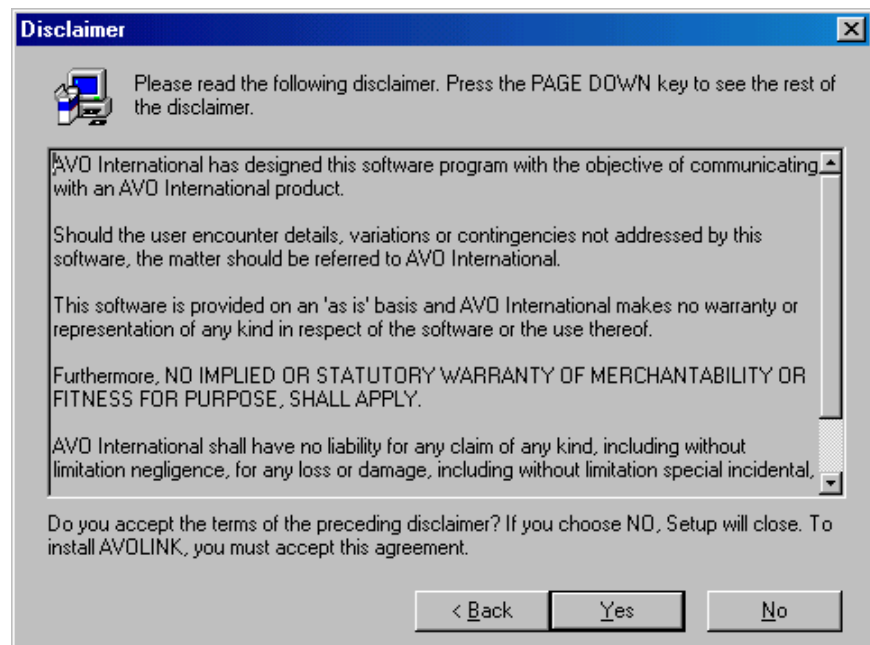 Disclaimer
Please read the following disclaimer. Press the PAGE DOWN key to see the rest of
the disclaimer.
AVO International has designed this software program with the objective of communicating
with an AVO International product.
Should the user encounter details, variations or contingencies not addressed by this
software, the matter should be referred to AVO International.
This software is provided on an 'as is' basis and AVO International makes no warranty or
representation of any kind in respect of the software or the use thereof.
Furthermore, NO IMPLIED OR STATUTORY WARRANTY OF MERCHANTABILITY OR
FITNESS FOR PURPOSE, SHALL APPLY.
AVO International shall have no liability for any claim of any kind, including without
limitation negligence, for any loss or damage, including without limitation special incidental,
Do you accept the terms of the preceding disclaimer? If you choose NO, Setup will close. To
install AVOLINK, you must accept this agreement.
< Back Yes No